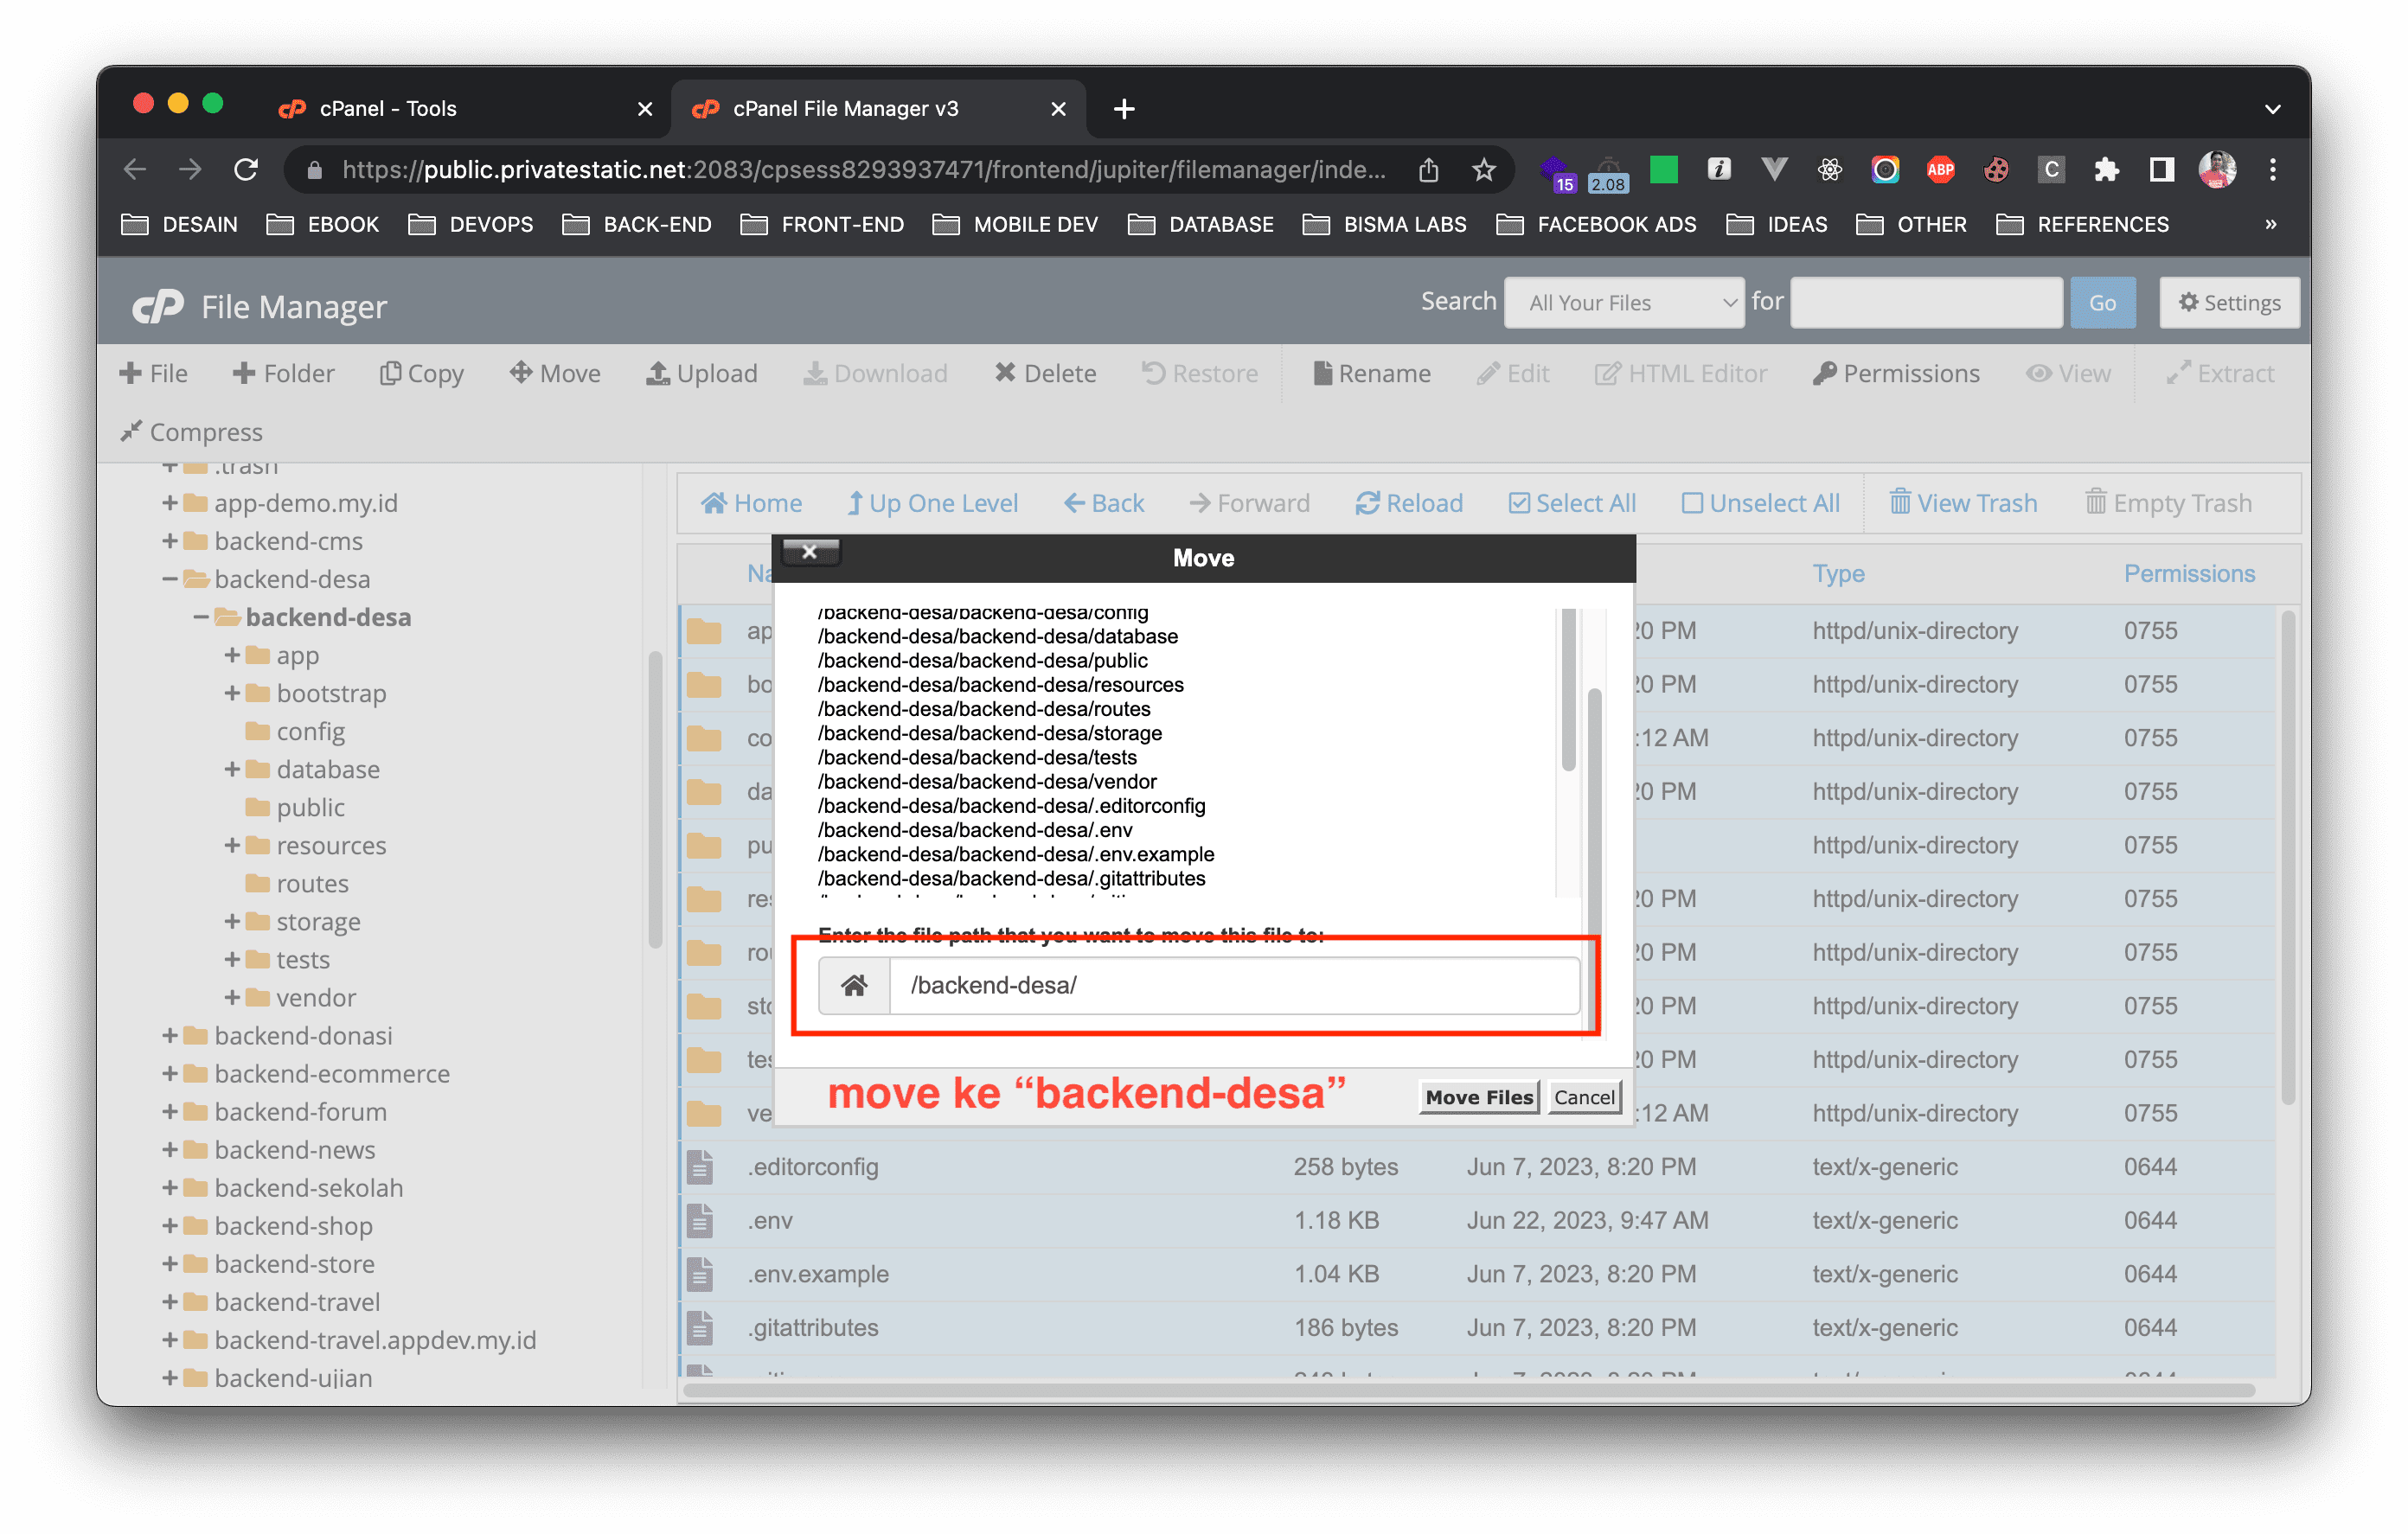 cPanel - Tools
cPanel File Manager v3
https://public.privatestatic.net:2083/cpsess8293937471/frontend/jupiter/filemanager/inde...
15
2.08
ABP
C
DESAIN
EBOOK
DEVOPS
BACK-END
FRONT-END
MOBILE DEV
DATABASE
BISMA LABS
FACEBOOK ADS
IDEAS
OTHER
REFERENCES
»
cP File Manager
Search
All Your Files
for
Go
Settings
File
Folder
Copy
Move
Upload
Download
Delete
Restore
Rename
Edit
HTML Editor
Permissions
View
Extract
Compress
.trash
app-demo.my.id
backend-cms
backend-desa
backend-desa
app
bootstrap
config
database
public
resources
routes
storage
tests
vendor
backend-donasi
backend-ecommerce
backend-forum
backend-news
backend-sekolah
backend-shop
backend-store
backend-travel
backend-travel.appdev.my.id
backend-ujian
Home
Up One Level
Back
Forward
Reload
Select All
Unselect All
View Trash
Empty Trash
Na
Type
Permissions
ap
20 PM
httpd/unix-directory
0755
bo
20 PM
httpd/unix-directory
0755
co
:12 AM
httpd/unix-directory
0755
da
20 PM
httpd/unix-directory
0755
pu
httpd/unix-directory
0755
res
20 PM
httpd/unix-directory
0755
rou
20 PM
httpd/unix-directory
0755
sto
20 PM
httpd/unix-directory
0755
tes
20 PM
httpd/unix-directory
0755
ve
:12 AM
httpd/unix-directory
0755
.editorconfig
258 bytes
Jun 7, 2023, 8:20 PM
text/x-generic
0644
.env
1.18 KB
Jun 22, 2023, 9:47 AM
text/x-generic
0644
.env.example
1.04 KB
Jun 7, 2023, 8:20 PM
text/x-generic
0644
.gitattributes
186 bytes
Jun 7, 2023, 8:20 PM
text/x-generic
0644
Move
/backend-desa/backend-desa/config
/backend-desa/backend-desa/database
/backend-desa/backend-desa/public
/backend-desa/backend-desa/resources
/backend-desa/backend-desa/routes
/backend-desa/backend-desa/storage
/backend-desa/backend-desa/tests
/backend-desa/backend-desa/vendor
/backend-desa/backend-desa/.editorconfig
/backend-desa/backend-desa/.env
/backend-desa/backend-desa/.env.example
/backend-desa/backend-desa/.gitattributes
Enter the file path that you want to move this file to:
/backend-desa/
move ke “backend-desa”
Move Files
Cancel